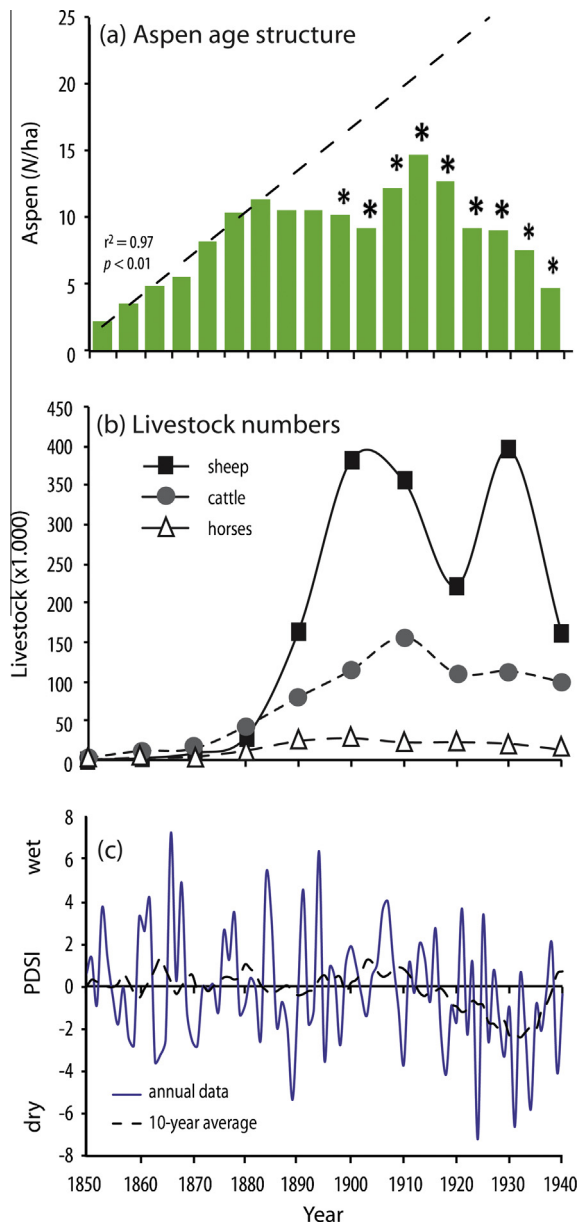 (a) Aspen age structure
25
20
15
10
5
0
Aspen (N/ha)
r² = 0.97
p < 0.01
* * * * * * * * *
(b) Livestock numbers
450
400
350
300
250
200
150
100
50
0
Livestock (x1.000)
sheep
cattle
horses
(c)
8
6
4
2
0
-2
-4
-6
-8
wet
PDSI
dry
annual data
10-year average
1850 1860 1870 1880 1890 1900 1910 1920 1930 1940
Year